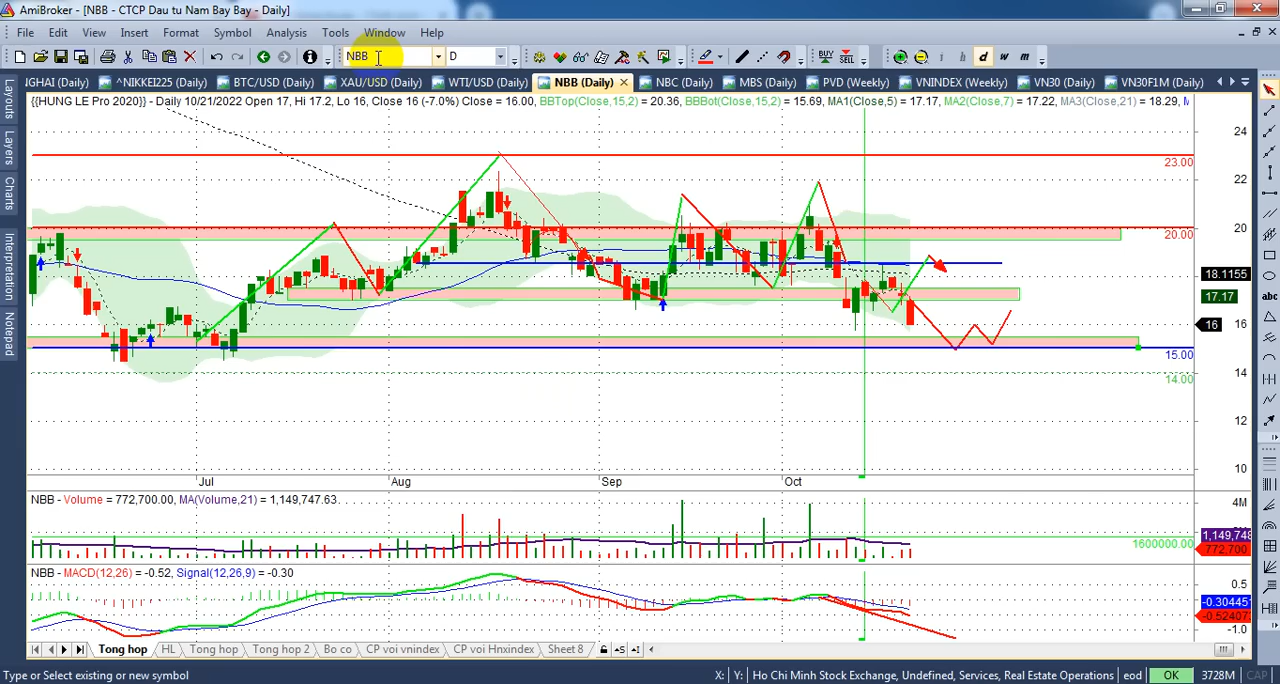 AmiBroker - [NBB - CTCP Dau tu Nam Bay Bay - Daily]
File Edit View Insert Format Symbol Analysis Tools Window Help
NBB D BUY SELL i h d w m
IGHAI (Daily) ^NIKKEI225 (Daily) BTC/USD (Daily) XAU/USD (Daily) WTI/USD (Daily) NBB (Daily) NBC (Daily) MBS (Daily) PVD (Weekly) VNINDEX (Weekly) VN30 (Daily) VN30F1M (Daily)
Layouts
Layers
Charts
Interpretation
Notepad
{{HUNG LE Pro 2020}} - Daily 10/21/2022 Open 17, Hi 17.2, Lo 16, Close 16 (-7.0%) Close = 16.00, BBTop(Close,15,2) = 20.36, BBBot(Close,15,2) = 15.69, MA1(Close,5) = 17.17, MA2(Close,7) = 17.22, MA3(Close,21) = 18.29,
24
23.00
22
20
20.00
18.1155
17.17
16
15.00
14
14.00
12
10
Jul Aug Sep Oct
NBB - Volume = 772,700.00, MA(Volume,21) = 1,149,747.63
4M
1,149,748
1600000.00
772,700
NBB - MACD(12,26) = -0.52, Signal(12,26,9) = -0.30
0.5
-0.304451
-0.52407
-1.0
abc
Tong hop HL Tong hop Tong hop 2 Bo co CP voi vnindex CP voi Hnxindex Sheet 8
Type or Select existing or new symbol X: Y: Ho Chi Minh Stock Exchange, Undefined, Services, Real Estate Operations eod OK 3728M CAP